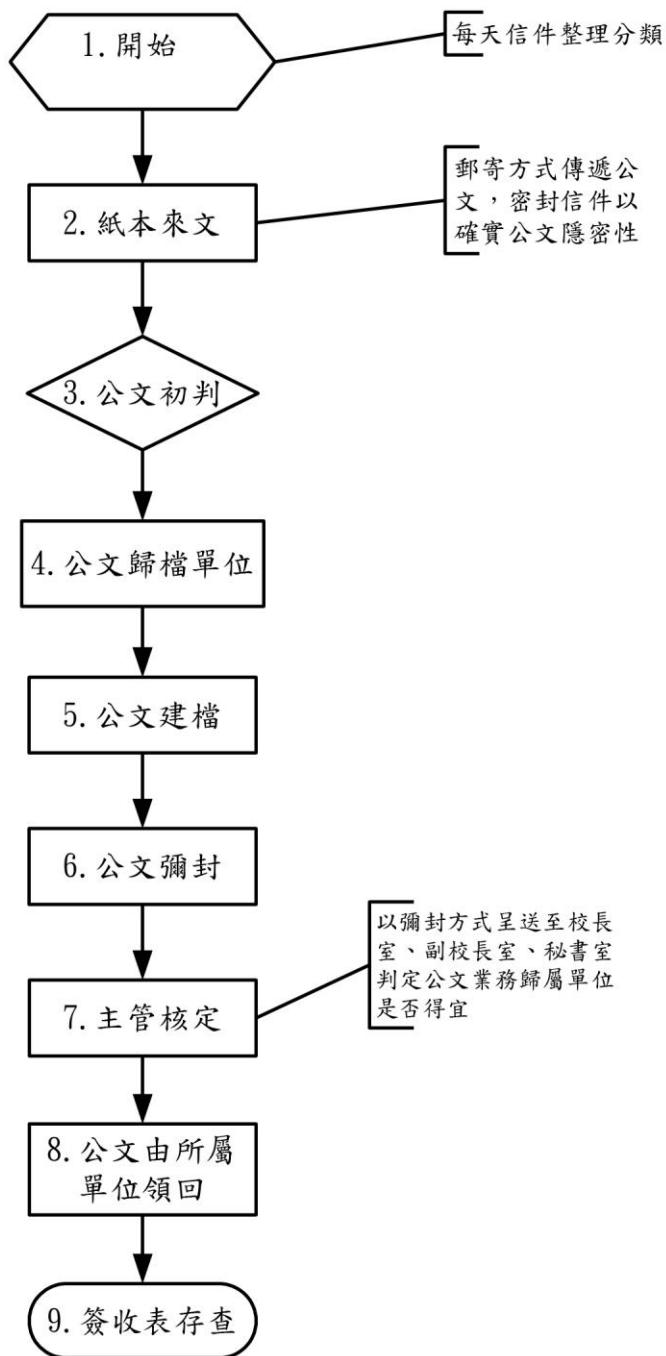 1.開始
每天信件整理分類
郵寄方式傳遞公
文，密封信件以
確實公文隱密性
2.紙本來文
3.公文初判
4.公文歸檔單位
5.公文建檔
6.公文彌封
以彌封方式呈送至校長
室、副校長室、秘書室
判定公文業務歸屬單位
是否得宜
7.主管核定
8.公文由所屬
單位領回
9.簽收表存查